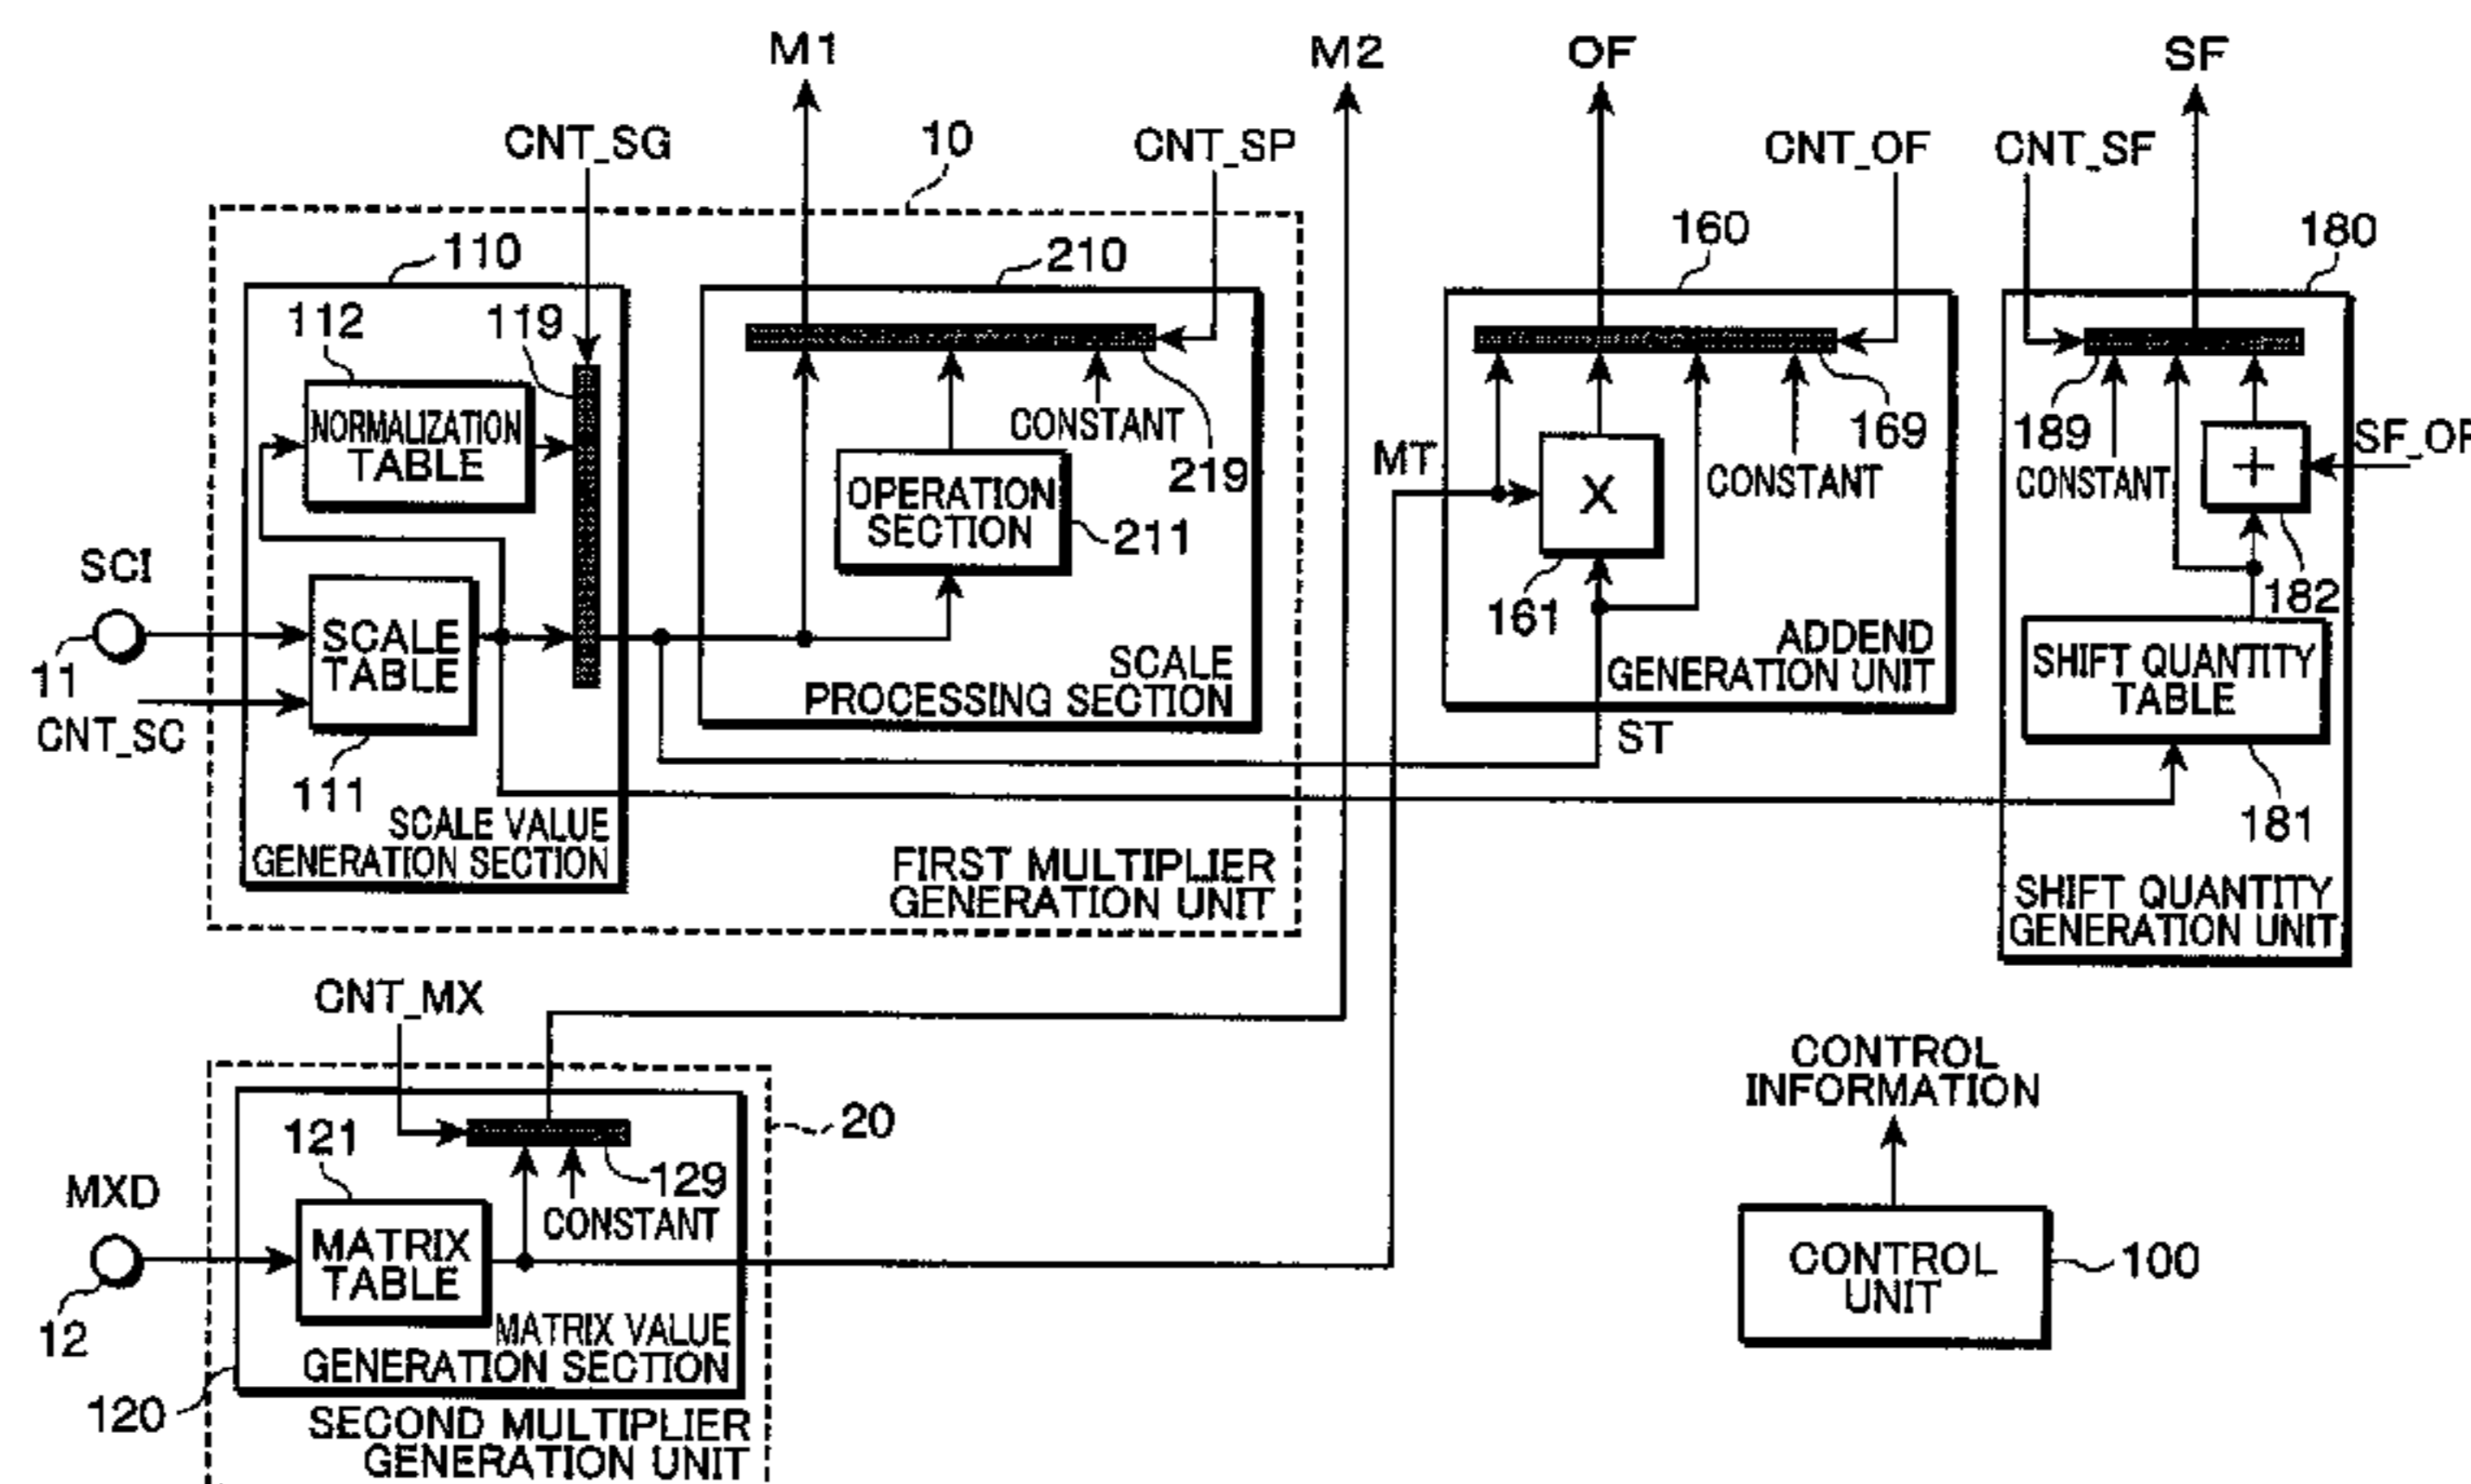 M1
M2
OF
SF
CNT_SG
10
CNT_SP
CNT_OF
CNT_SF
110
210
160
180
112
119
NORMALIZATION
TABLE
CONSTANT
219
OPERATION
SECTION
211
MT
X
161
CONSTANT
169
189
CONSTANT
+
182
SCI
11
CNT_SC
SCALE
TABLE
111
SCALE
PROCESSING SECTION
ADDEND
GENERATION UNIT
ST
SHIFT QUANTITY
TABLE
181
SCALE VALUE
GENERATION SECTION
FIRST MULTIPLIER
GENERATION UNIT
SHIFT QUANTITY
GENERATION UNIT
CNT_MX
20
121
129
CONSTANT
MXD
12
MATRIX
TABLE
MATRIX VALUE
GENERATION SECTION
120
SECOND MULTIPLIER
GENERATION UNIT
CONTROL
INFORMATION
CONTROL
UNIT
100